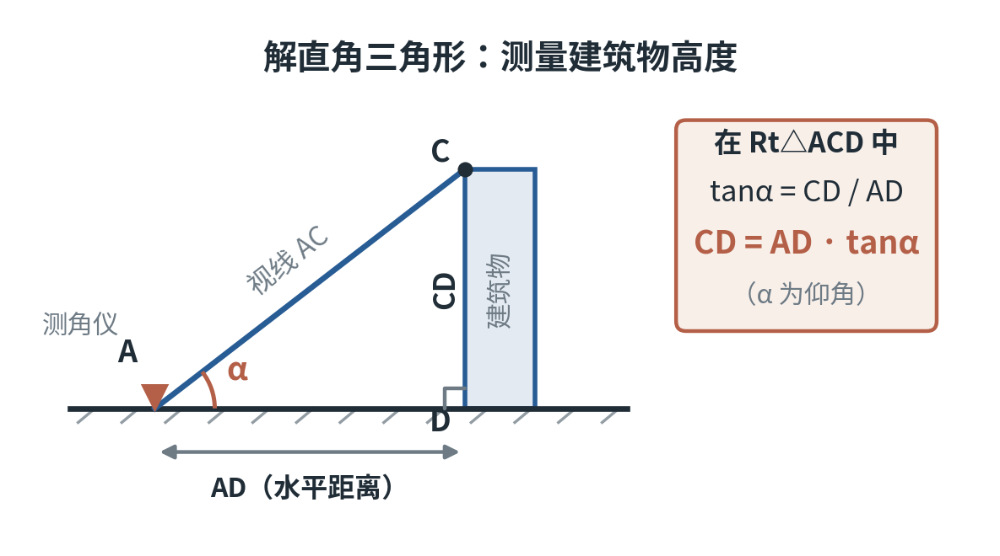 解直角三角形：测量建筑物高度
C
视线 AC
CD
建筑物
测角仪
A
α
D
AD（水平距离）
在 Rt△ACD 中
tanα = CD / AD
CD = AD · tanα
（α 为仰角）